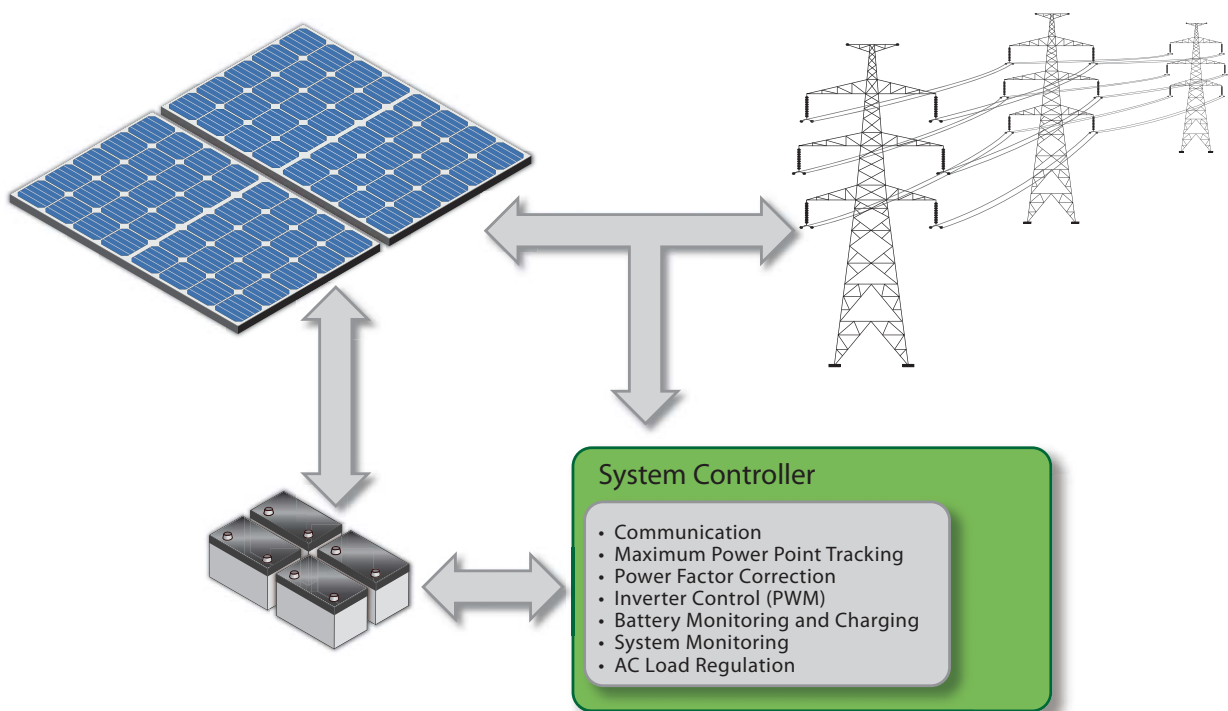 System Controller
• Communication
• Maximum Power Point Tracking
• Power Factor Correction
• Inverter Control (PWM)
• Battery Monitoring and Charging
• System Monitoring
• AC Load Regulation